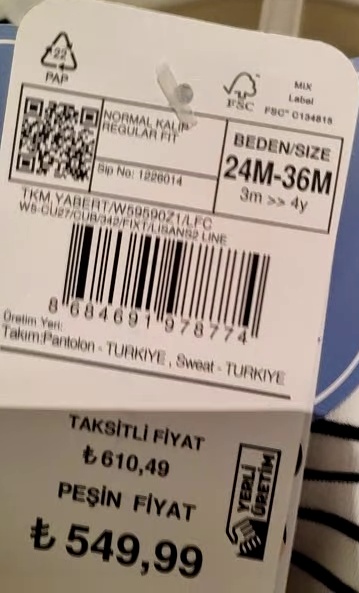 22
PAP
FSC
MIX
Label
FSC™ C134815
NORMAL KALIP
REGULAR FIT
Sip No: 1226014
BEDEN/SIZE
24M-36M
3m >> 4y
TKM.YABERT/W59590Z1/LFC
W5-CU27/CUB/342/FIXT/LISANS2 LINE
8 684691 978774
Üretim Yeri:
Takım:Pantolon - TURKIYE , Sweat - TURKIYE
TAKSİTLİ FİYAT
₺ 610,49
PEŞİN FİYAT
₺ 549,99
YERLİ
ÜRETİM